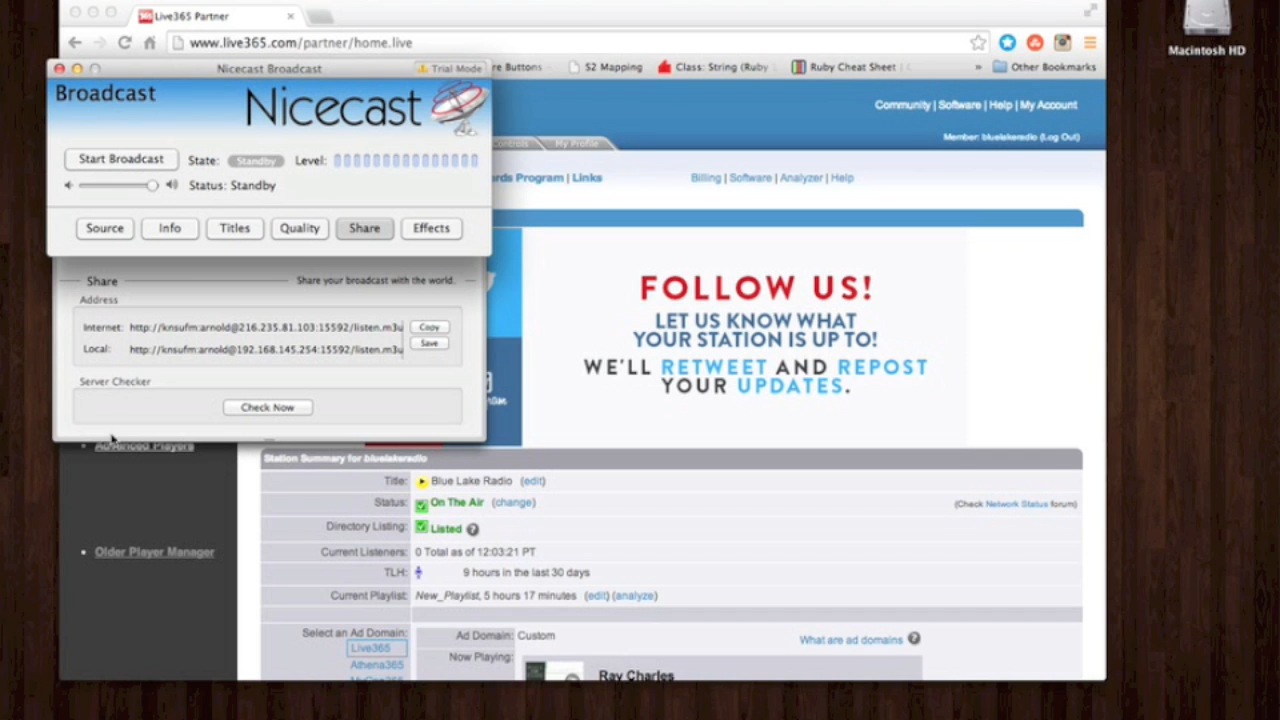 Live365 Partner
www.live365.com/partner/home.live
Macintosh HD
Nicecast Broadcast
Trial Mode
re Buttons
S2 Mapping
Class: String (Ruby
Ruby Cheat Sheet
»
Other Bookmarks
Broadcast
Nicecast
Community | Software | Help | My Account
Member: bluelakeradio (Log Out)
My Profile
Start Broadcast
State: Standby
Level:
Status: Standby
rds Program | Links
Billing | Software | Analyzer | Help
Source
Info
Titles
Quality
Share
Effects
Share
Share your broadcast with the world.
Address
Internet: http://knsufm:arnold@216.235.81.103:15592/listen.m3u
Copy
Local: http://knsufm:arnold@192.168.145.254:15592/listen.m3u
Save
Server Checker
Check Now
FOLLOW US!
LET US KNOW WHAT
YOUR STATION IS UP TO!
WE'LL RETWEET AND REPOST
YOUR UPDATES.
Advanced Players
Older Player Manager
Station Summary for bluelakeradio
Title: Blue Lake Radio (edit)
Status: On The Air (change)
(Check Network Status forum)
Directory Listing: Listed
Current Listeners: 0 Total as of 12:03:21 PT
TLH: 9 hours in the last 30 days
Current Playlist: New_Playlist, 5 hours 17 minutes (edit) (analyze)
Select an Ad Domain:
Live365
Athena365
Ad Domain: Custom
What are ad domains
Now Playing:
Ray Charles